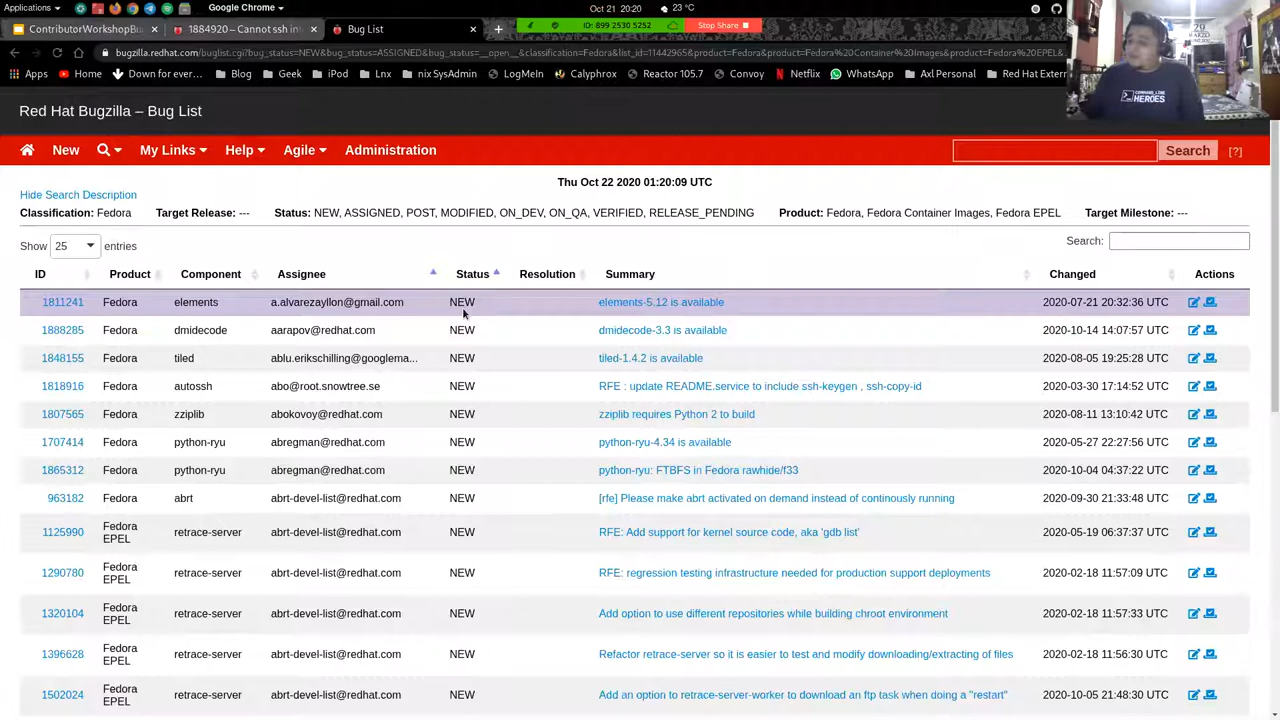 Applications
Google Chrome
Oct 21 20:20
23 °C
ContributorWorkshopBu
1884920 – Cannot ssh int
Bug List
ID: 899 2530 5252
Stop Share
bugzilla.redhat.com/buglist.cgi?bug_status=NEW&bug_status=ASSIGNED&bug_status=__open__&classification=Fedora&list_id=11442965&product=Fedora&product=Fedora%20Container%20Images&product=Fedora%20EPEL
Apps
Home
Down for ever...
Blog
Geek
iPod
Lnx
nix SysAdmin
LogMeIn
Calyphrox
Reactor 105.7
Convoy
Netflix
WhatsApp
Axl Personal
Red Hat Extern
COMMAND_LINE
HEROES
Red Hat Bugzilla – Bug List
New
My Links
Help
Agile
Administration
Search
[?]
Thu Oct 22 2020 01:20:09 UTC
Hide Search Description
Classification: Fedora Target Release: --- Status: NEW, ASSIGNED, POST, MODIFIED, ON_DEV, ON_QA, VERIFIED, RELEASE_PENDING Product: Fedora, Fedora Container Images, Fedora EPEL Target Milestone: ---
Show 25 entries
Search:
ID Product Component Assignee Status Resolution Summary Changed Actions
1811241 Fedora elements a.alvarezayllon@gmail.com NEW elements-5.12 is available 2020-07-21 20:32:36 UTC
1888285 Fedora dmidecode aarapov@redhat.com NEW dmidecode-3.3 is available 2020-10-14 14:07:57 UTC
1848155 Fedora tiled ablu.erikschilling@googlema... NEW tiled-1.4.2 is available 2020-08-05 19:25:28 UTC
1818916 Fedora autossh abo@root.snowtree.se NEW RFE : update README.service to include ssh-keygen , ssh-copy-id 2020-03-30 17:14:52 UTC
1807565 Fedora zziplib abokovoy@redhat.com NEW zziplib requires Python 2 to build 2020-08-11 13:10:42 UTC
1707414 Fedora python-ryu abregman@redhat.com NEW python-ryu-4.34 is available 2020-05-27 22:27:56 UTC
1865312 Fedora python-ryu abregman@redhat.com NEW python-ryu: FTBFS in Fedora rawhide/f33 2020-10-04 04:37:22 UTC
963182 Fedora abrt abrt-devel-list@redhat.com NEW [rfe] Please make abrt activated on demand instead of continously running 2020-09-30 21:33:48 UTC
1125990 Fedora EPEL retrace-server abrt-devel-list@redhat.com NEW RFE: Add support for kernel source code, aka 'gdb list' 2020-05-19 06:37:37 UTC
1290780 Fedora EPEL retrace-server abrt-devel-list@redhat.com NEW RFE: regression testing infrastructure needed for production support deployments 2020-02-18 11:57:09 UTC
1320104 Fedora EPEL retrace-server abrt-devel-list@redhat.com NEW Add option to use different repositories while building chroot environment 2020-02-18 11:57:33 UTC
1396628 Fedora EPEL retrace-server abrt-devel-list@redhat.com NEW Refactor retrace-server so it is easier to test and modify downloading/extracting of files 2020-02-18 11:56:30 UTC
1502024 Fedora EPEL retrace-server abrt-devel-list@redhat.com NEW Add an option to retrace-server-worker to download an ftp task when doing a "restart" 2020-10-05 21:48:30 UTC